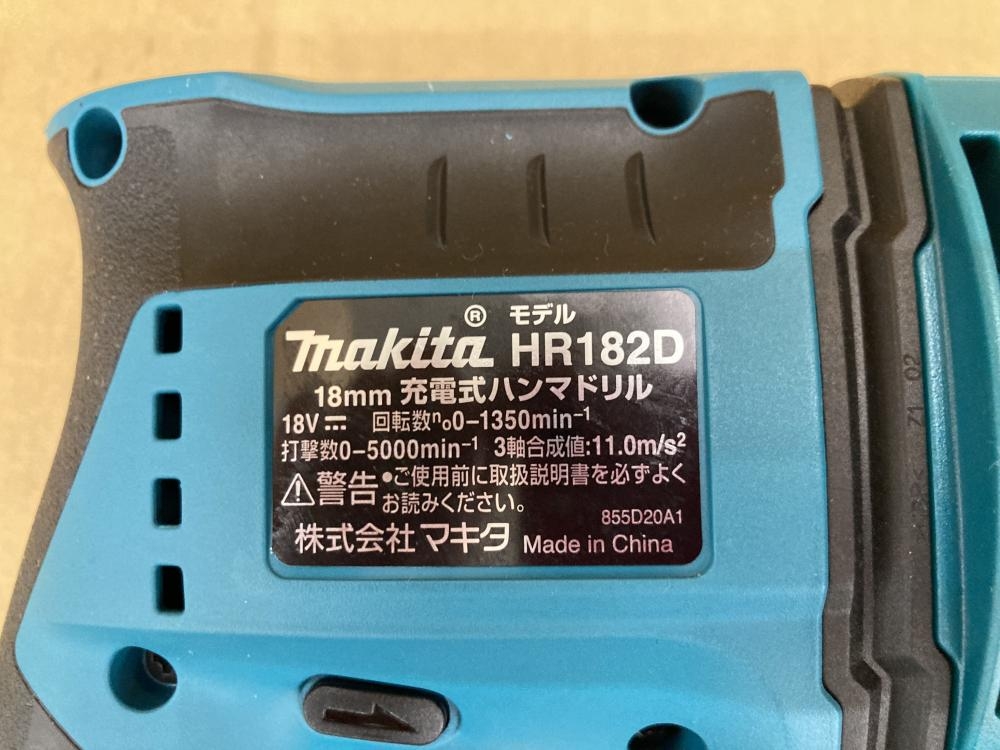 ® モデル
makita HR182D
18mm 充電式ハンマドリル
18V⎓ 回転数n₀0−1350min⁻¹
打撃数0−5000min⁻¹ 3軸合成値:11.0m/s²
⚠警告 •ご使用前に取扱説明書を必ずよく
お読みください。
855D20A1
株式会社マキタ Made in China